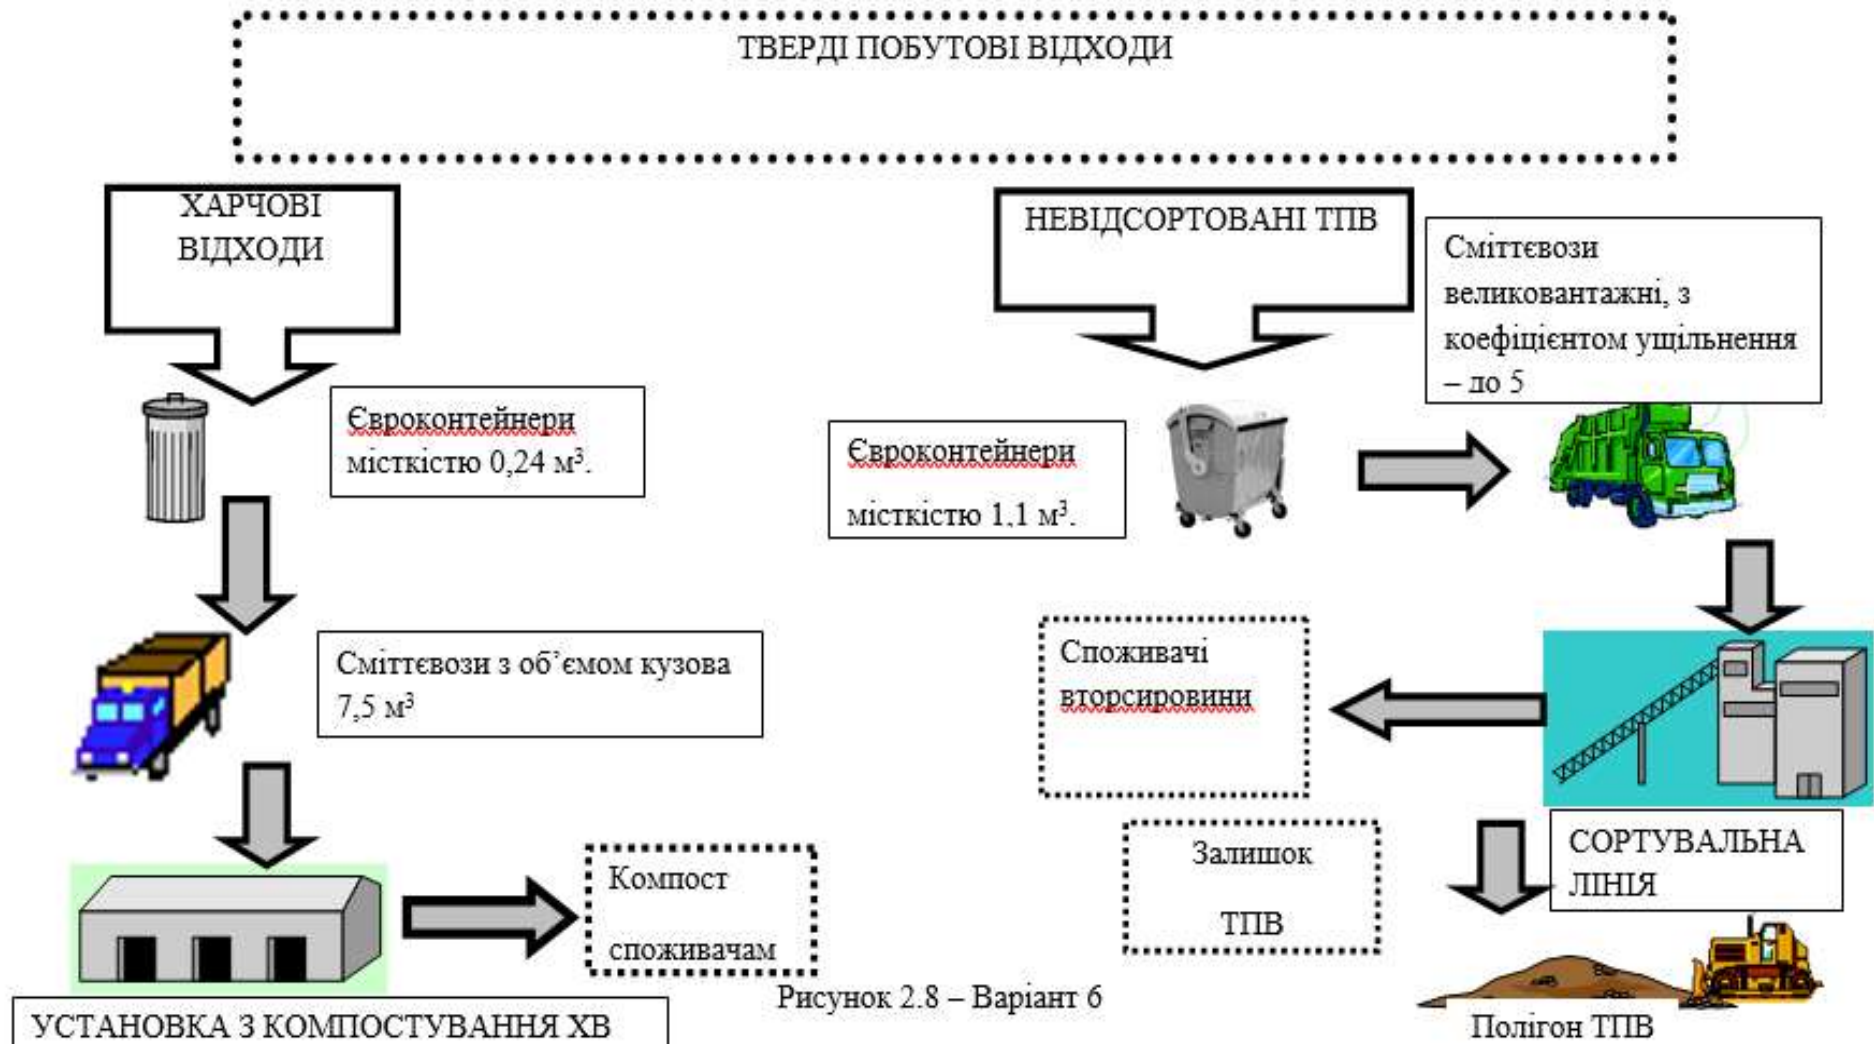 ТВЕРДІ ПОБУТОВІ ВІДХОДИ
ХАРЧОВІ
ВІДХОДИ
НЕВІДСОРТОВАНІ ТПВ
Сміттєвози
великовантажні, з
коефіцієнтом ущільнення
– до 5
Євроконтейнери
місткістю 0,24 м³.
Євроконтейнери
місткістю 1,1 м³.
Сміттєвози з об’ємом кузова
7,5 м³
Споживачі
вторсировини
СОРТУВАЛЬНА
ЛІНІЯ
Залишок
ТПВ
Компост
споживачам
Рисунок 2.8 – Варіант 6
УСТАНОВКА З КОМПОСТУВАННЯ ХВ
Полігон ТПВ